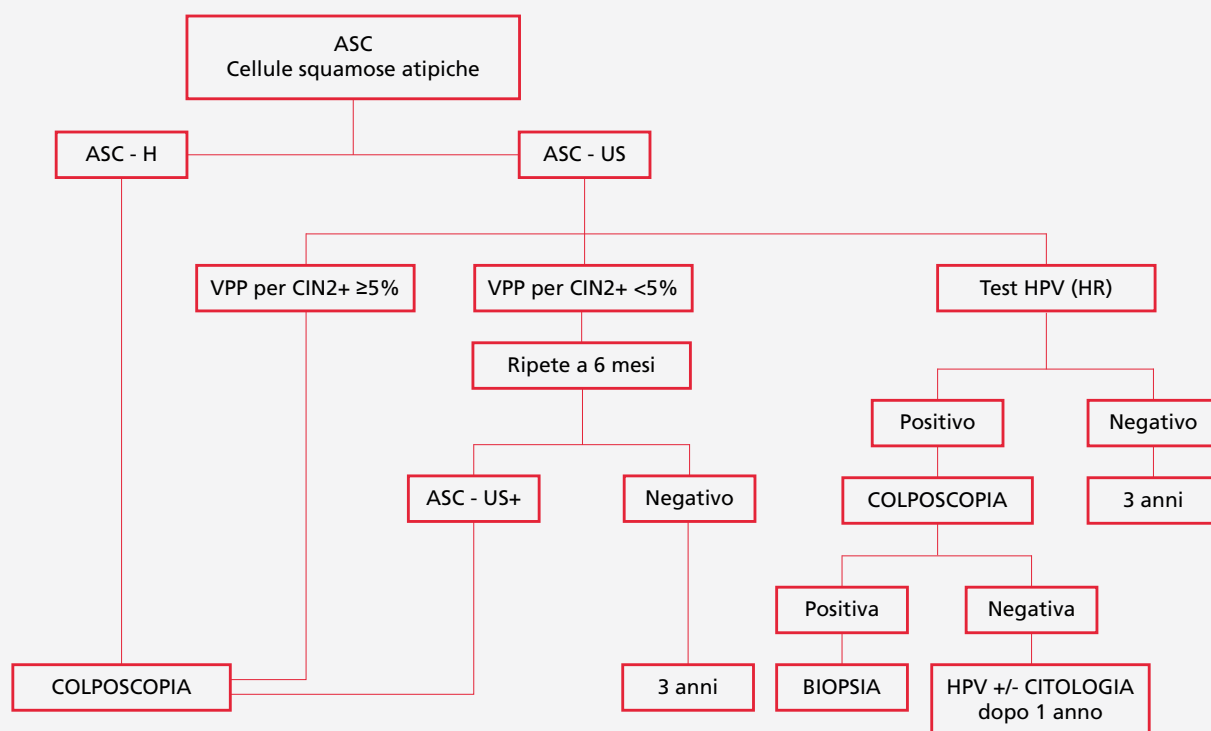 ASC
Cellule squamose atipiche
ASC - H
ASC - US
VPP per CIN2+ ≥5%
VPP per CIN2+ <5%
Test HPV (HR)
Ripete a 6 mesi
Positivo
Negativo
ASC - US+
Negativo
COLPOSCOPIA
3 anni
Positiva
Negativa
COLPOSCOPIA
3 anni
BIOPSIA
HPV +/- CITOLOGIA
dopo 1 anno